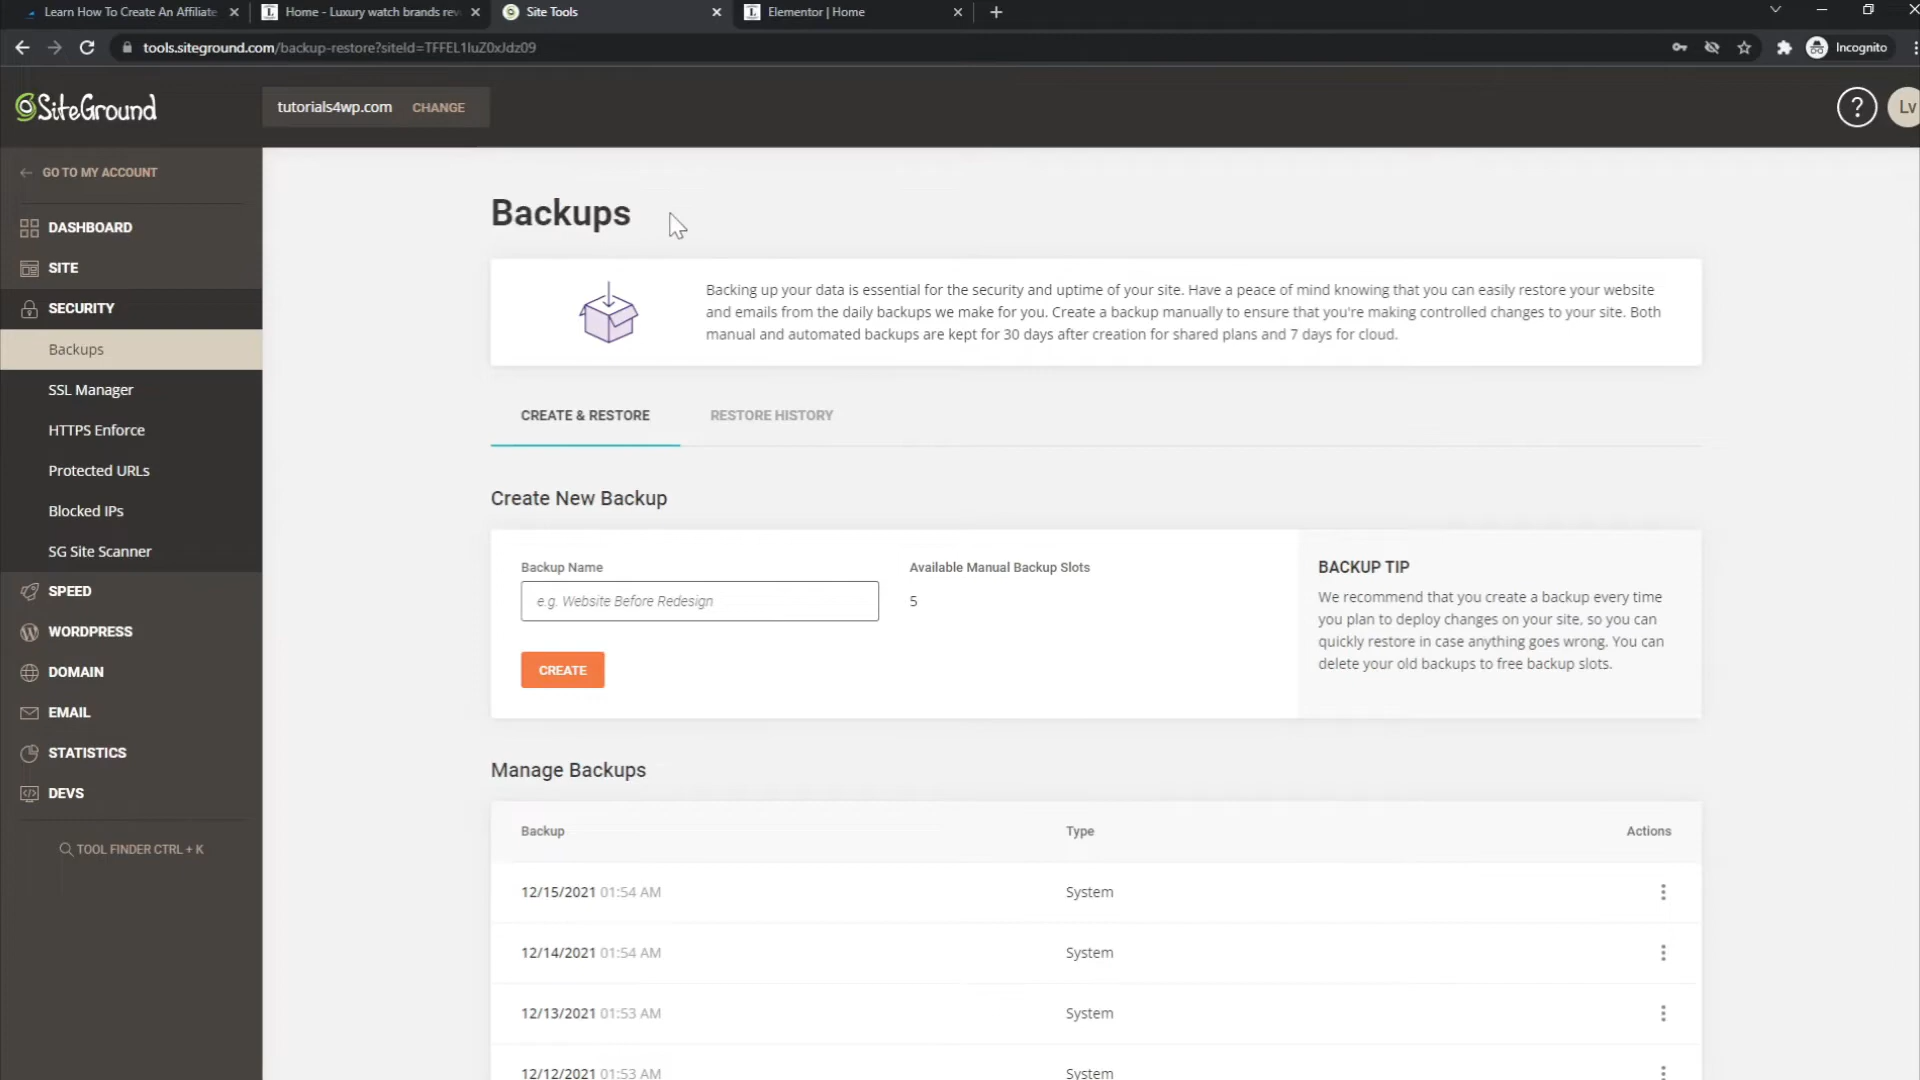 Learn How To Create An Affiliate
Home - Luxury watch brands rev
Site Tools
Elementor | Home
tools.siteground.com/backup-restore?siteId=TFFEL1luZ0xJdz09
Incognito
SiteGround
tutorials4wp.com CHANGE
?
Lv
GO TO MY ACCOUNT
DASHBOARD
SITE
SECURITY
Backups
SSL Manager
HTTPS Enforce
Protected URLs
Blocked IPs
SG Site Scanner
SPEED
WORDPRESS
DOMAIN
EMAIL
STATISTICS
DEVS
TOOL FINDER CTRL + K
Backups
Backing up your data is essential for the security and uptime of your site. Have a peace of mind knowing that you can easily restore your website
and emails from the daily backups we make for you. Create a backup manually to ensure that you're making controlled changes to your site. Both
manual and automated backups are kept for 30 days after creation for shared plans and 7 days for cloud.
CREATE & RESTORE
RESTORE HISTORY
Create New Backup
Backup Name
e.g. Website Before Redesign
CREATE
Available Manual Backup Slots
5
BACKUP TIP
We recommend that you create a backup every time
you plan to deploy changes on your site, so you can
quickly restore in case anything goes wrong. You can
delete your old backups to free backup slots.
Manage Backups
Backup Type Actions
12/15/2021 01:54 AM System
12/14/2021 01:54 AM System
12/13/2021 01:53 AM System
12/12/2021 01:53 AM System